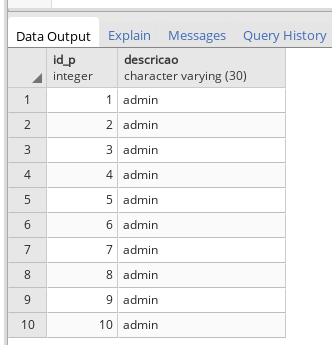 Data Output Explain Messages Query History
id_p descricao
integer character varying (30)
1 1 admin
2 2 admin
3 3 admin
4 4 admin
5 5 admin
6 6 admin
7 7 admin
8 8 admin
9 9 admin
10 10 admin